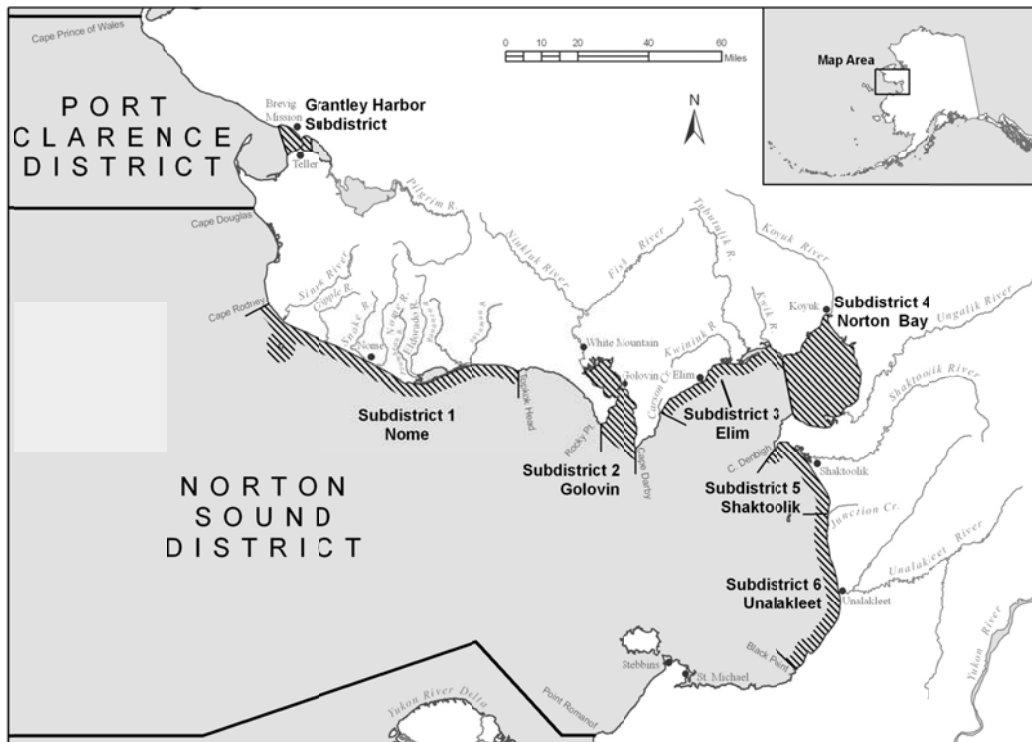 Cape Prince of Wales
0 10 20 40 60
Miles
Map Area
N
PORT
CLARENCE
DISTRICT
Brevig
Mission
Grantley Harbor
Subdistrict
Teller
Pilgrim R.
Cape Douglas
Niukluk River
Fish River
Tubutulik R.
Koyuk River
Sinuk River
Cripple R.
Snake R.
Nome R.
Eldorado R.
Cape Rodney
Nome
Kwik R.
Koyuk
Subdistrict 4
Norton Bay
Ungalik River
White Mountain
Kwiniuk R.
Golovin
Carson Cr.
Elim
Shaktoolik River
Topkok Head
Subdistrict 1
Nome
Rocky Pt.
Subdistrict 3
Elim
Subdistrict 2
Golovin
Cape Darby
C. Denbigh
Shaktoolik
Subdistrict 5
Shaktoolik
Junction Cr.
NORTON
SOUND
DISTRICT
Unalakleet River
Subdistrict 6
Unalakleet
Unalakleet
Black Point
Stebbins
St. Michael
Yukon River
Yukon River Delta
Point Romanof